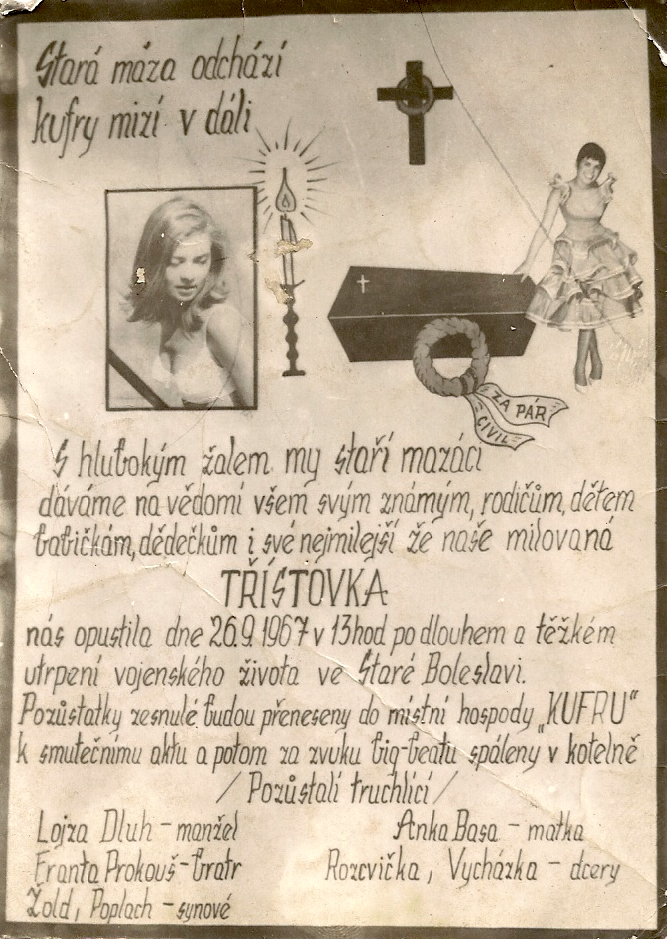 Stará máza odchází
kufry mizí v dáli
ZA PÁR
CIVIL
S hlubokým žalem my staří mazáci
dáváme na vědomí všem svým známým, rodičům, dětem
babičkám, dědečkům i své nejmilejší že naše milovaná
TŘÍSTOVKA
nás opustila dne 26.9.1967 v 13hod po dlouhem a těžkém
utrpení vojenského života ve Staré Boleslavi.
Pozůstatky zesnulé budou přeneseny do místní hospody „KUFRU“
k smutečnímu aktu a potom za zvuku big-beatu spáleny v kotelně
/Pozůstalí truchlící/
Lojza Dluh - manžel
Anka Basa - matka
Franta Prokouš - bratr
Rozcvička, Vycházka - dcery
Žold, Poplach - synové